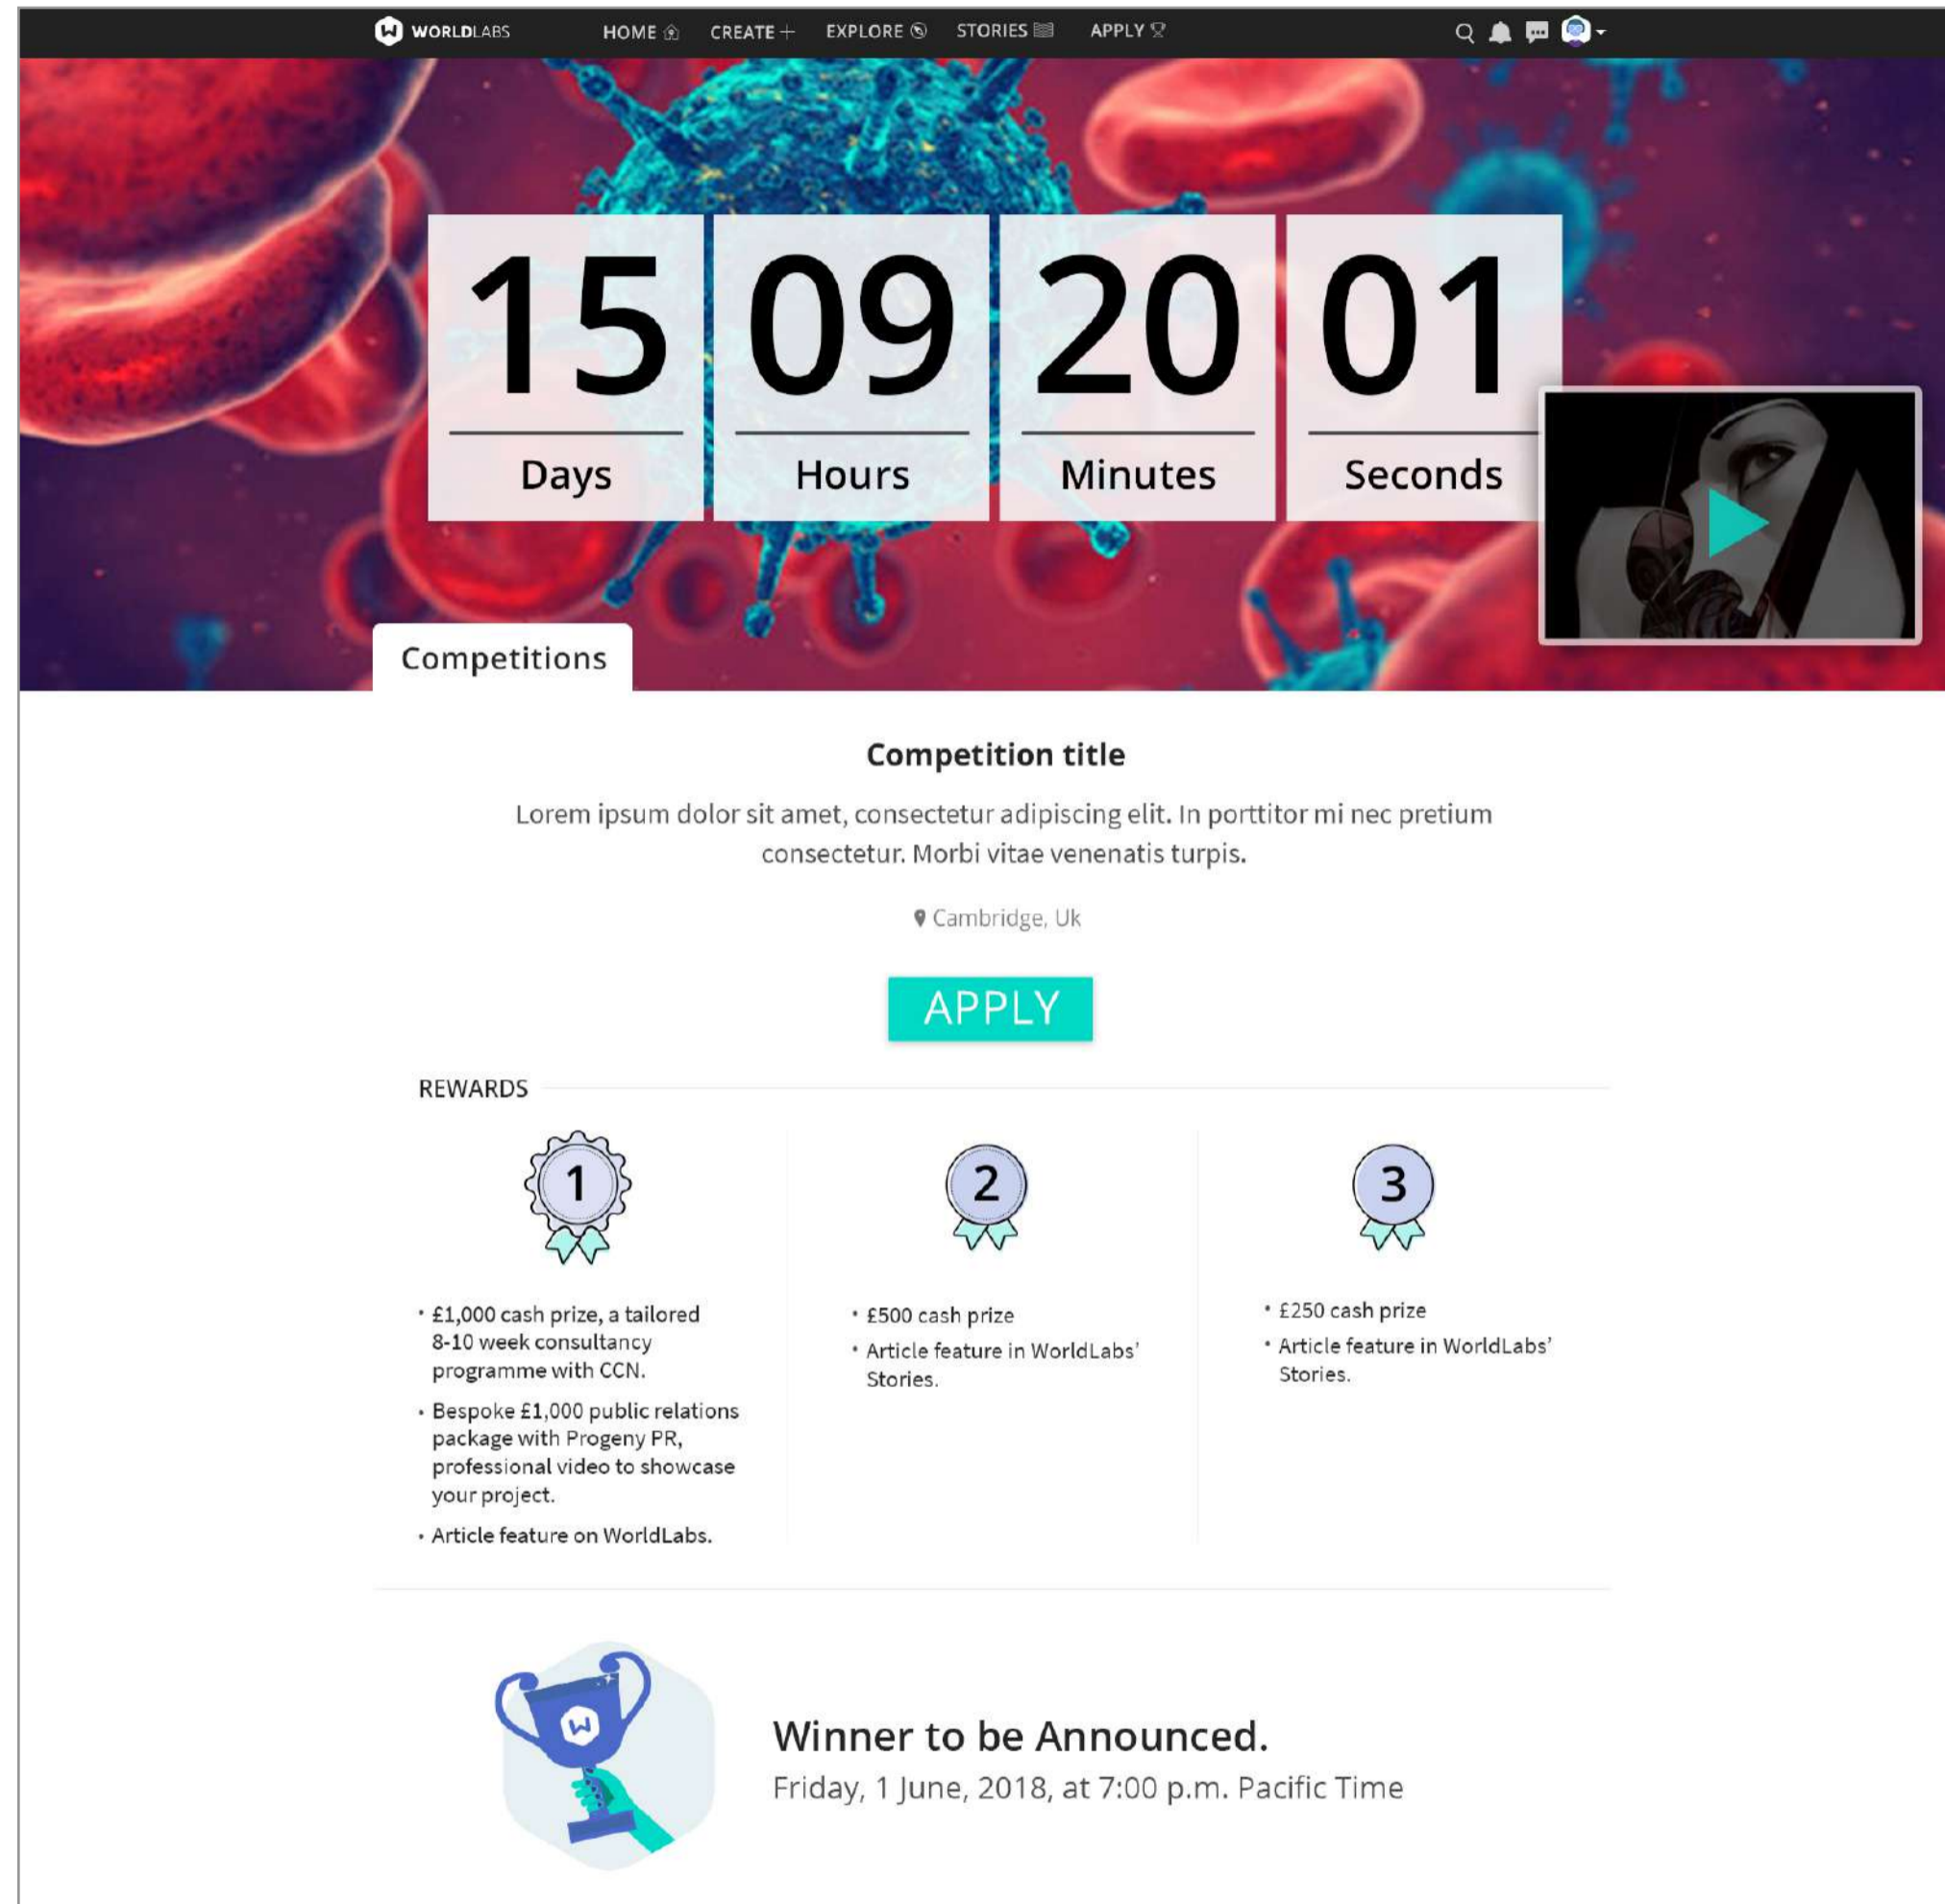 WORLDLABS HOME CREATE EXPLORE STORIES APPLY
15 09 20 01
Days Hours Minutes Seconds
Competitions
Competition title
Lorem ipsum dolor sit amet, consectetur adipiscing elit. In porttitor mi nec pretium
consectetur. Morbi vitae venenatis turpis.
Cambridge, Uk
APPLY
REWARDS
1
• £1,000 cash prize, a tailored
8-10 week consultancy
programme with CCN.
• Bespoke £1,000 public relations
package with Progeny PR,
professional video to showcase
your project.
• Article feature on WorldLabs.
2
• £500 cash prize
• Article feature in WorldLabs’
Stories.
3
• £250 cash prize
• Article feature in WorldLabs’
Stories.
W
Winner to be Announced.
Friday, 1 June, 2018, at 7:00 p.m. Pacific Time